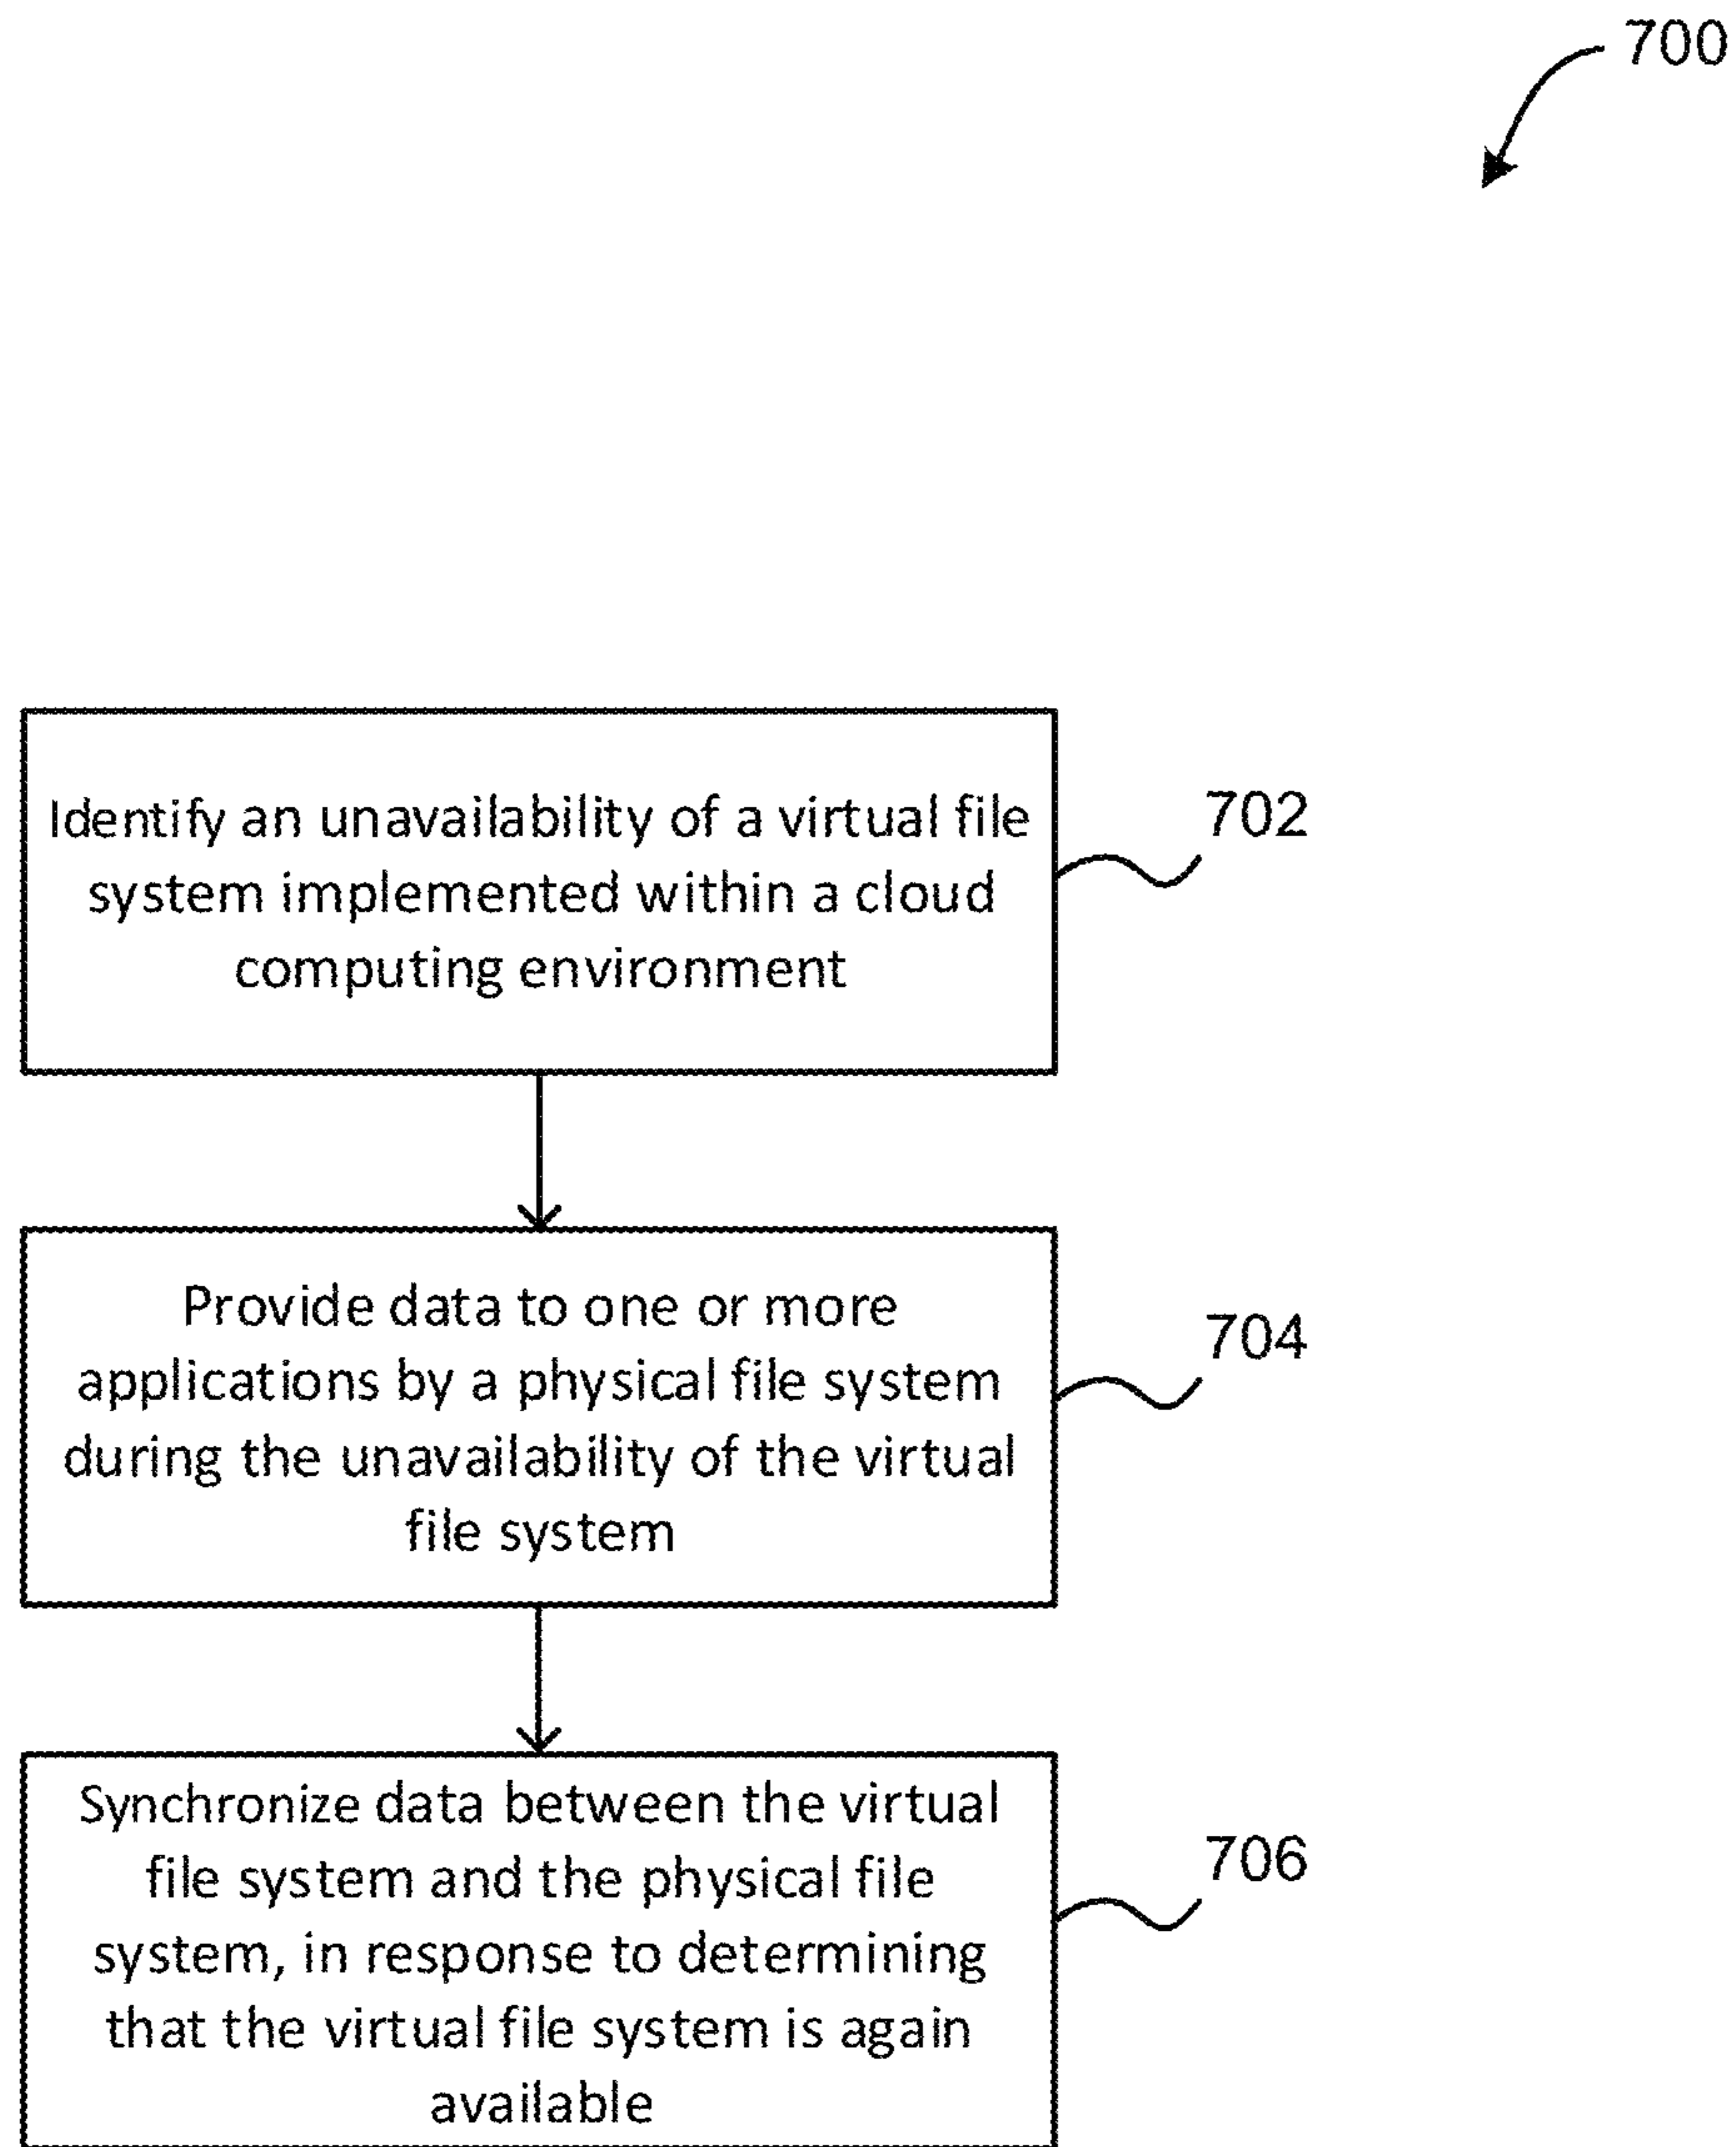 700
Identify an unavailability of a virtual file
system implemented within a cloud
computing environment
702
Provide data to one or more
applications by a physical file system
during the unavailability of the virtual
file system
704
Synchronize data between the virtual
file system and the physical file
system, in response to determining
that the virtual file system is again
available
706